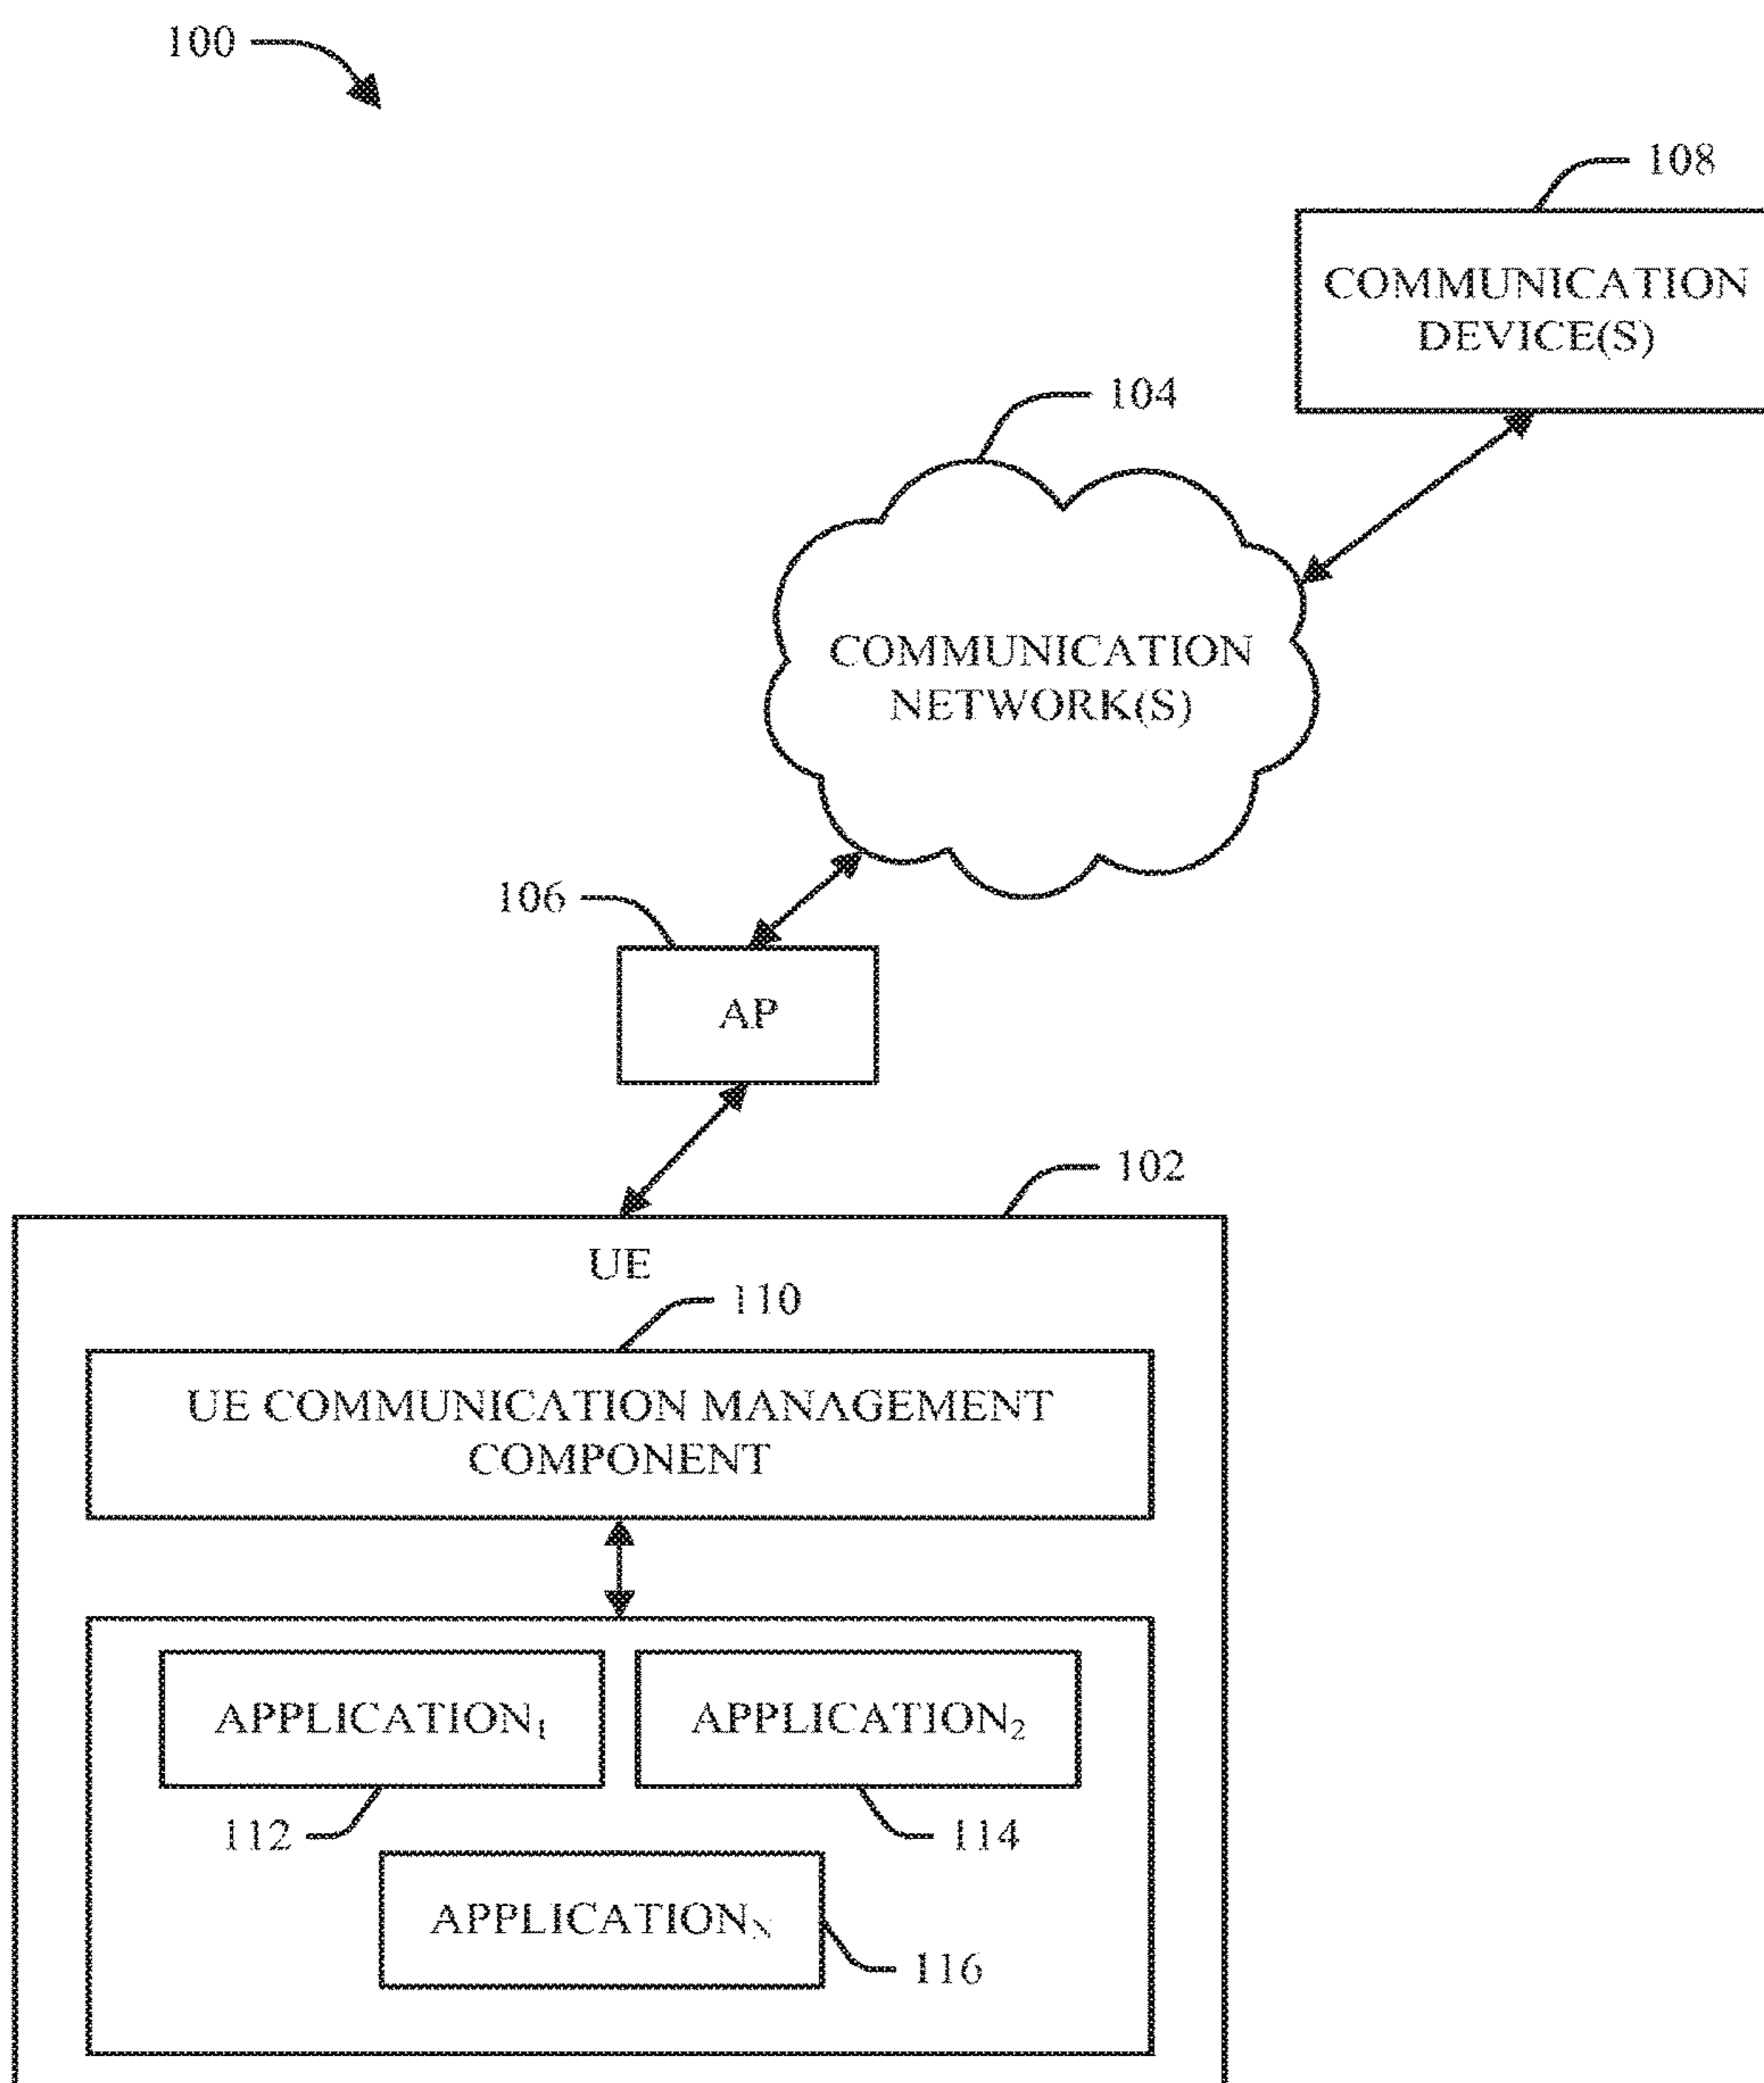 100
108
COMMUNICATION
DEVICE(S)
104
COMMUNICATION
NETWORK(S)
106
AP
102
UE
110
UE COMMUNICATION MANAGEMENT
COMPONENT
APPLICATION₁
APPLICATION₂
112
114
APPLICATIONN
116